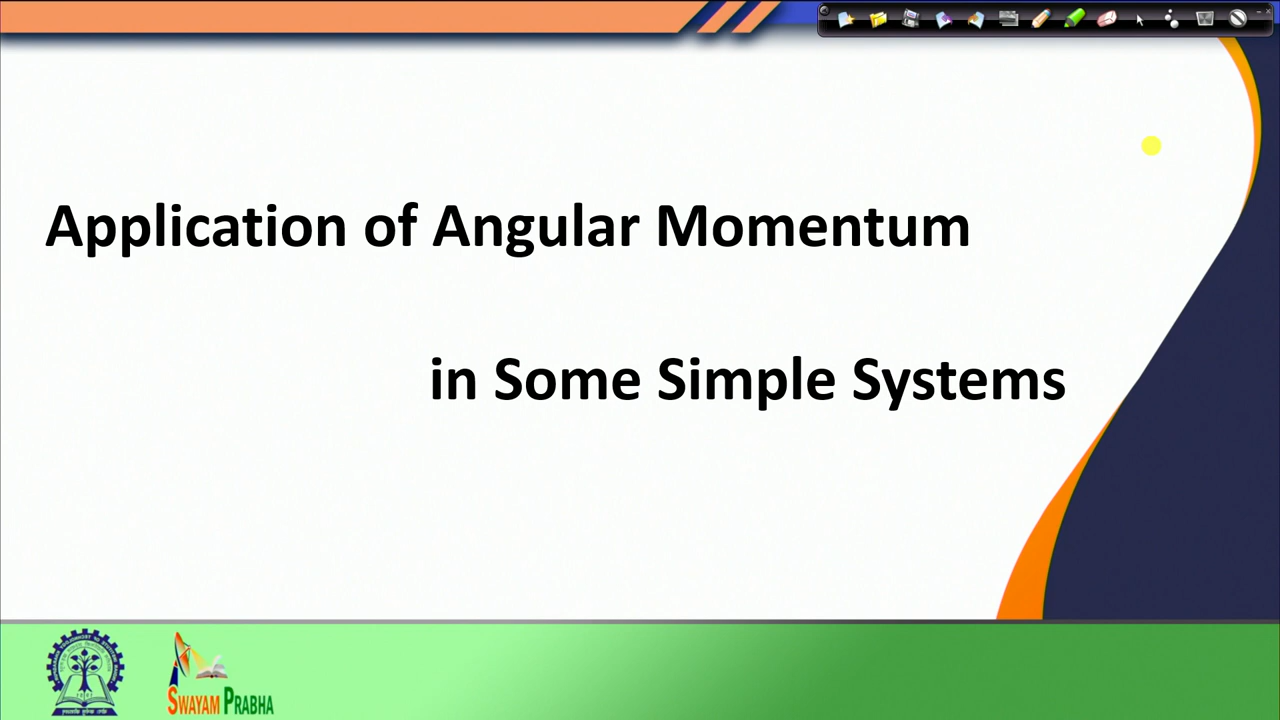 Application of Angular Momentum
in Some Simple Systems
SWAYAM PRABHA